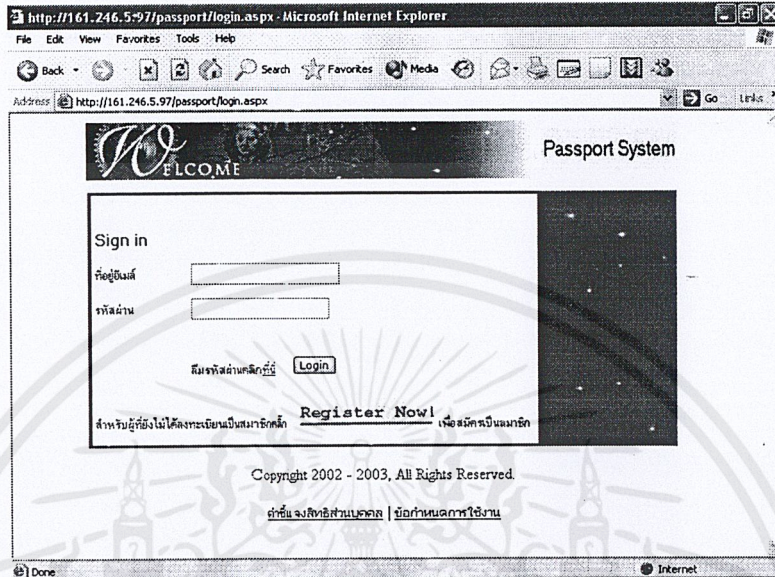 http://161.246.5.97/passport/login.aspx - Microsoft Internet Explorer
File Edit View Favorites Tools Help
Back Search Favorites Media
Address http://161.246.5.97/passport/login.aspx Go Links
WELCOME
Passport System
Sign in
ที่อยู่อีเมล์
รหัสผ่าน
ลืมรหัสผ่านคลิกที่นี่ Login
สำหรับผู้ที่ยังไม่ได้ลงทะเบียนเป็นสมาชิกคลิ้ก Register Now! เพื่อสมัครเป็นสมาชิก
Copyright 2002 - 2003, All Rights Reserved.
คำชี้แจงสิทธิส่วนบุคคล | ข้อกำหนดการใช้งาน
Done Internet